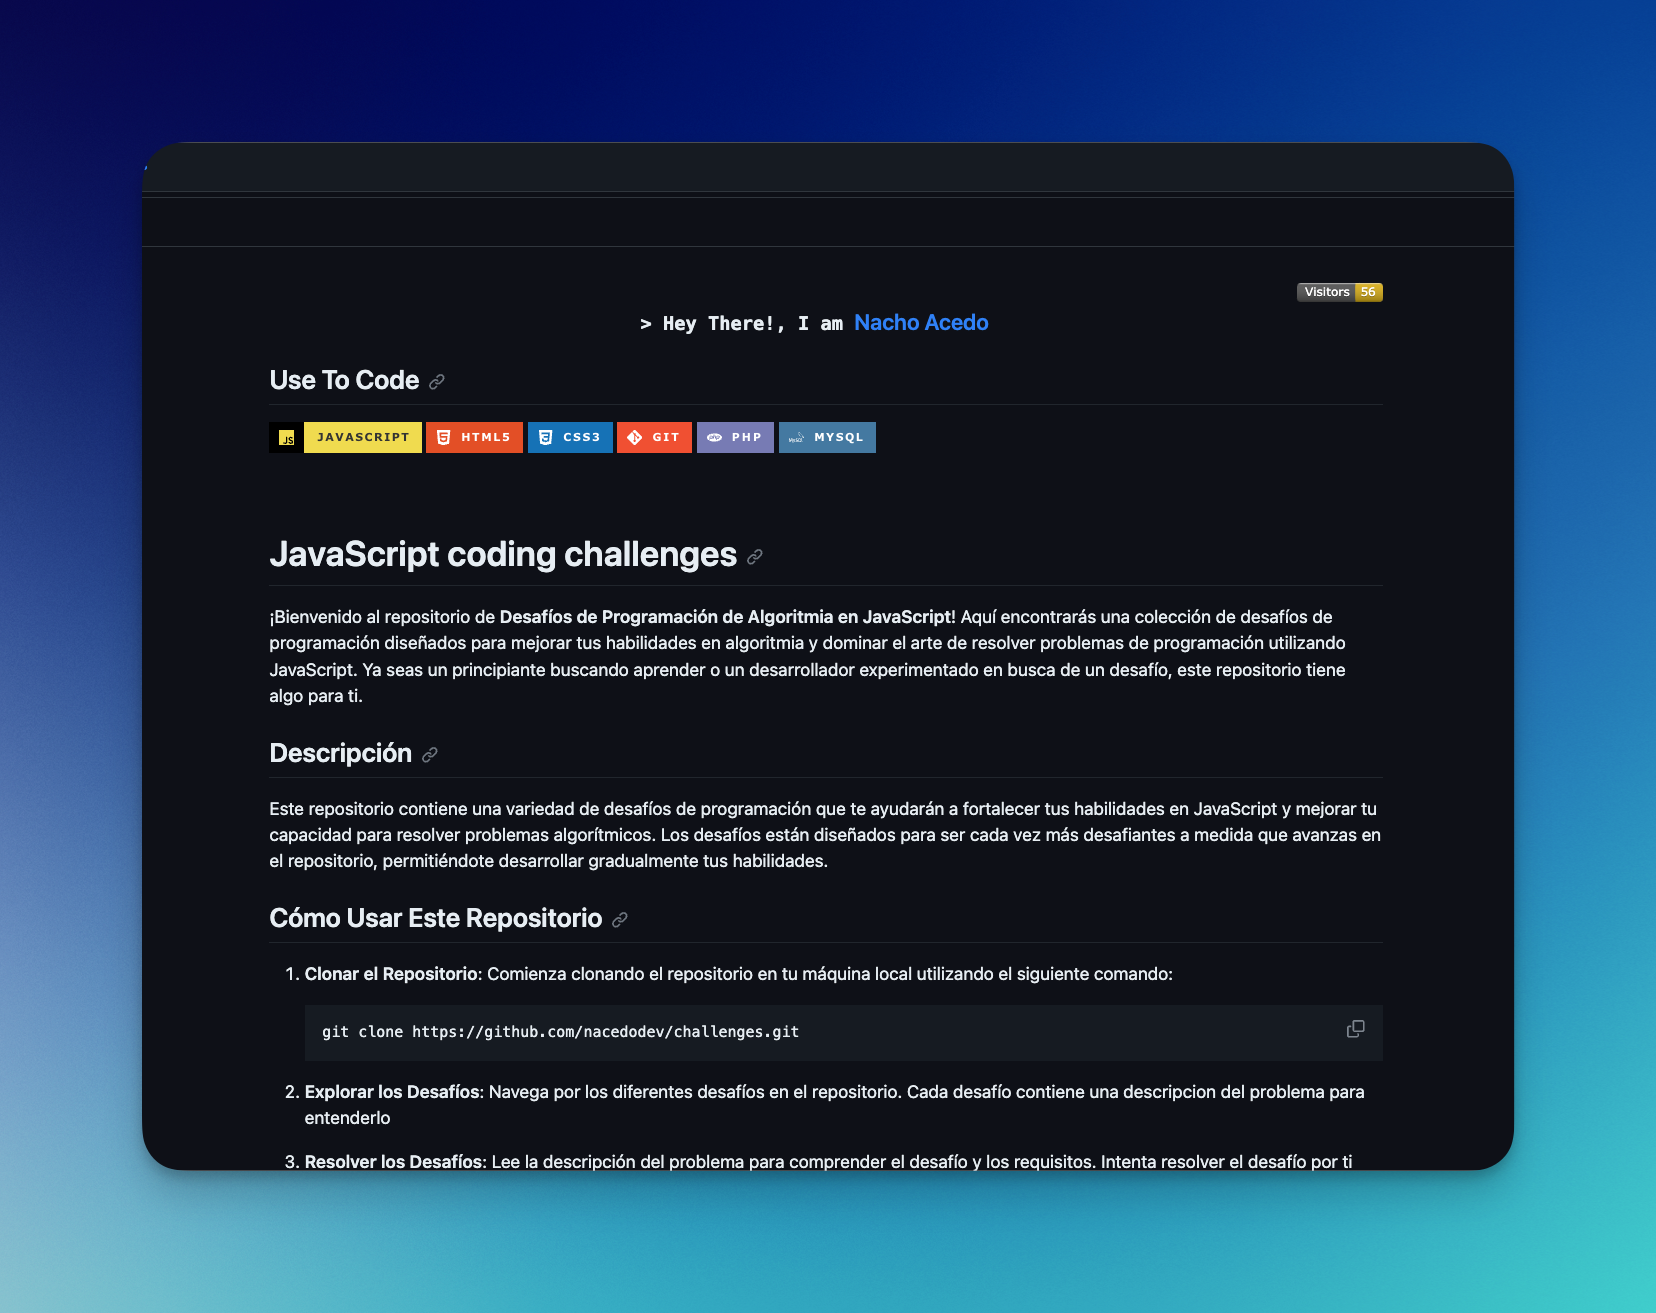 Visitors 56
> Hey There!, I am Nacho Acedo
Use To Code
JS JAVASCRIPT HTML5 CSS3 GIT php PHP MySQL MYSQL
JavaScript coding challenges
¡Bienvenido al repositorio de Desafíos de Programación de Algoritmia en JavaScript! Aquí encontrarás una colección de desafíos de
programación diseñados para mejorar tus habilidades en algoritmia y dominar el arte de resolver problemas de programación utilizando
JavaScript. Ya seas un principiante buscando aprender o un desarrollador experimentado en busca de un desafío, este repositorio tiene
algo para ti.
Descripción
Este repositorio contiene una variedad de desafíos de programación que te ayudarán a fortalecer tus habilidades en JavaScript y mejorar tu
capacidad para resolver problemas algorítmicos. Los desafíos están diseñados para ser cada vez más desafiantes a medida que avanzas en
el repositorio, permitiéndote desarrollar gradualmente tus habilidades.
Cómo Usar Este Repositorio
1. Clonar el Repositorio: Comienza clonando el repositorio en tu máquina local utilizando el siguiente comando:
git clone https://github.com/nacedodev/challenges.git
2. Explorar los Desafíos: Navega por los diferentes desafíos en el repositorio. Cada desafío contiene una descripcion del problema para
entenderlo
3. Resolver los Desafíos: Lee la descripción del problema para comprender el desafío y los requisitos. Intenta resolver el desafío por ti